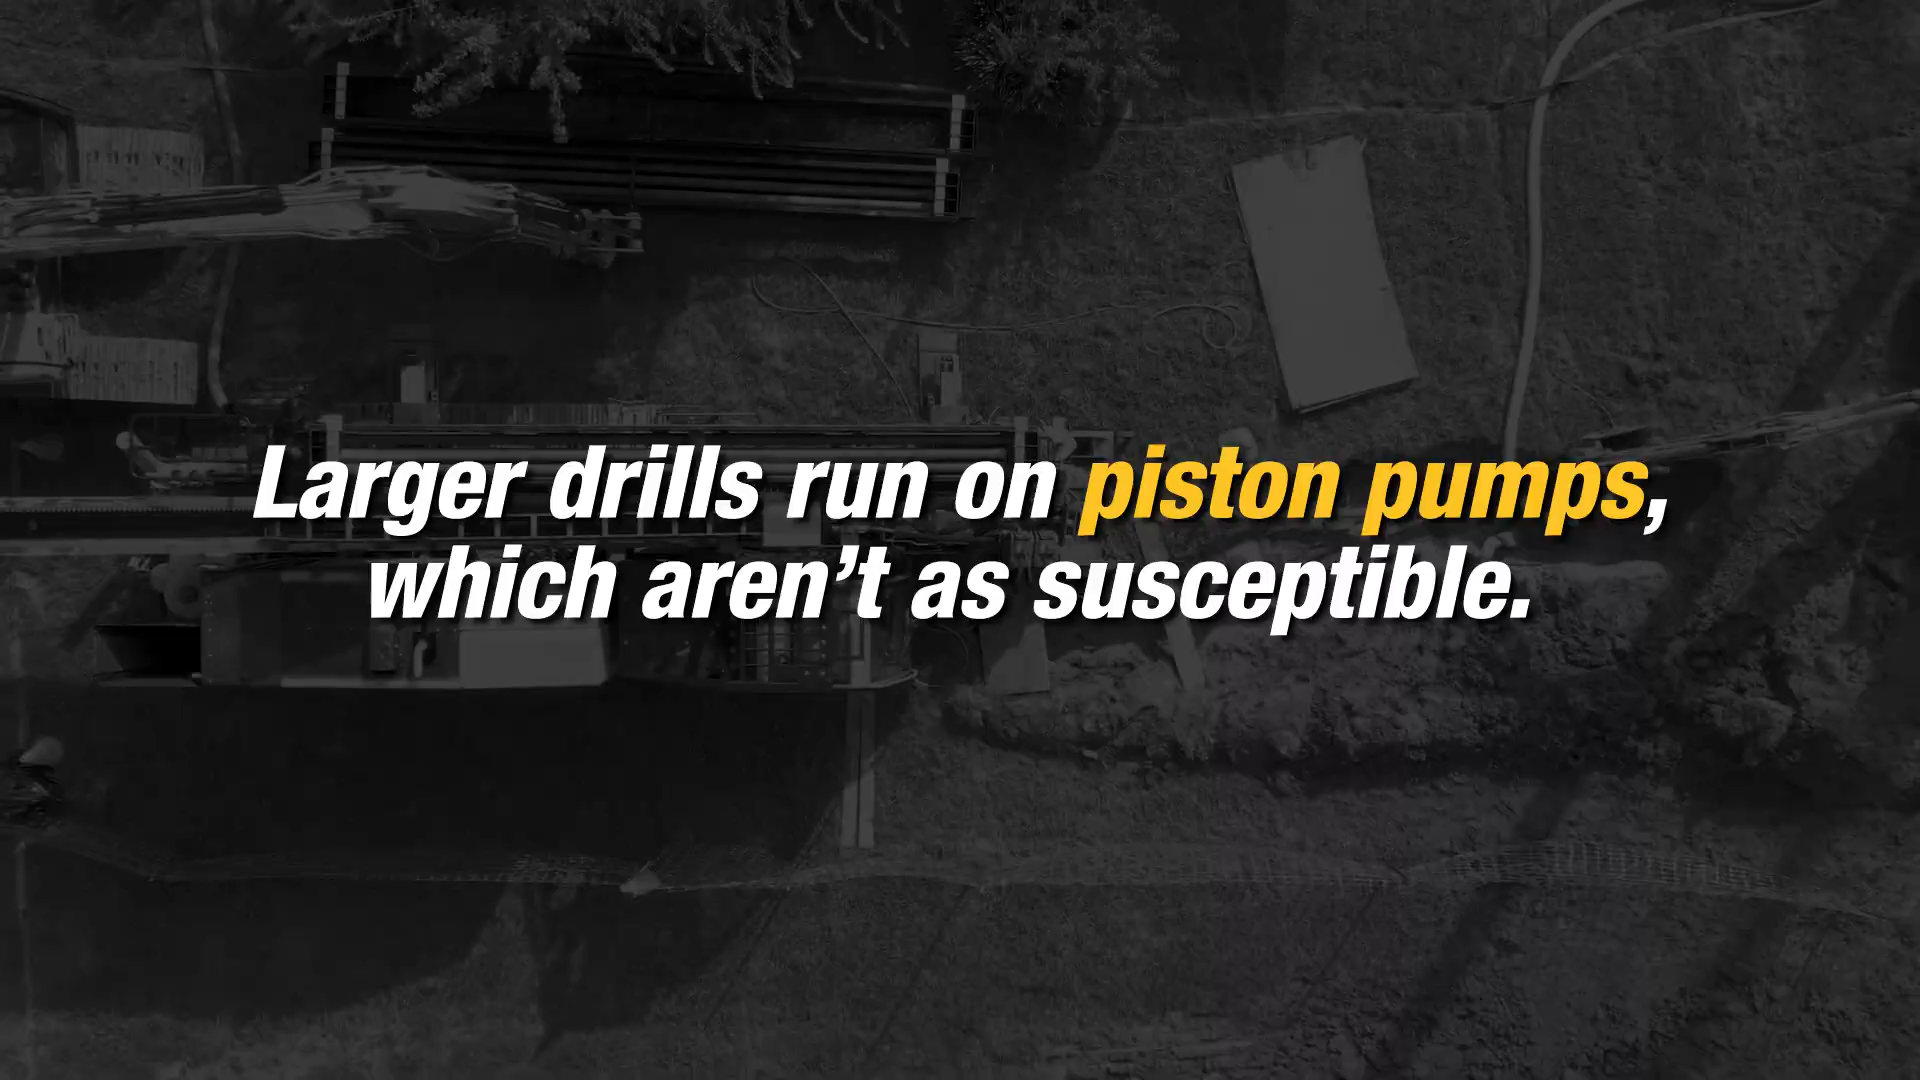 Larger drills run on piston pumps,
which aren’t as susceptible.